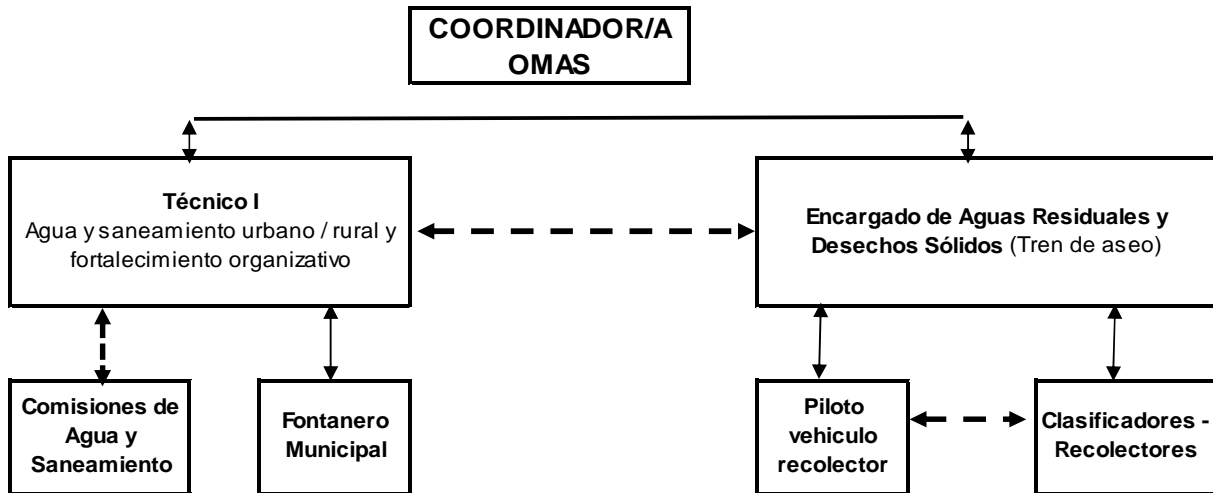 COORDINADOR/A
OMAS
Técnico I
Agua y saneamiento urbano / rural y
fortalecimiento organizativo
Encargado de Aguas Residuales y
Desechos Sólidos (Tren de aseo)
Comisiones de
Agua y
Saneamiento
Fontanero
Municipal
Piloto
vehiculo
recolector
Clasificadores -
Recolectores